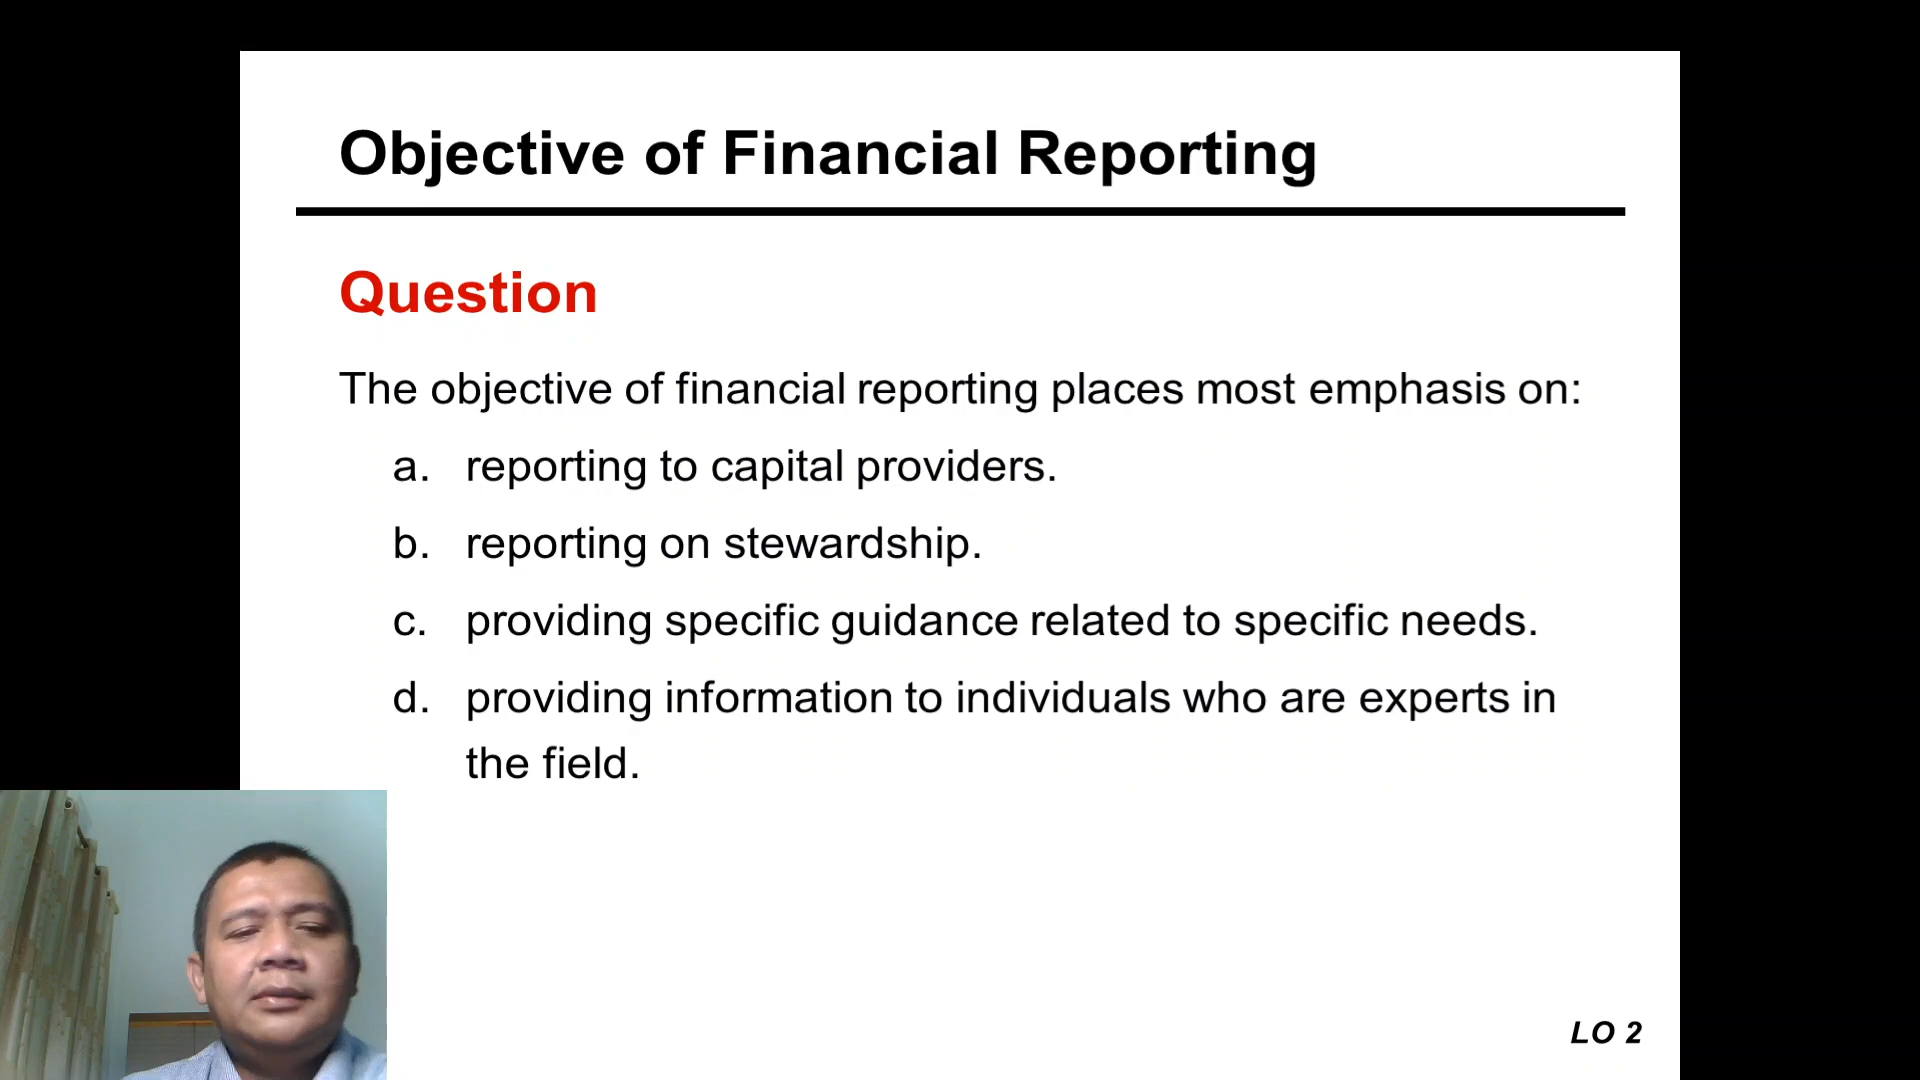 Objective of Financial Reporting
Question
The objective of financial reporting places most emphasis on:
a. reporting to capital providers.
b. reporting on stewardship.
c. providing specific guidance related to specific needs.
d. providing information to individuals who are experts in
the field.
LO 2